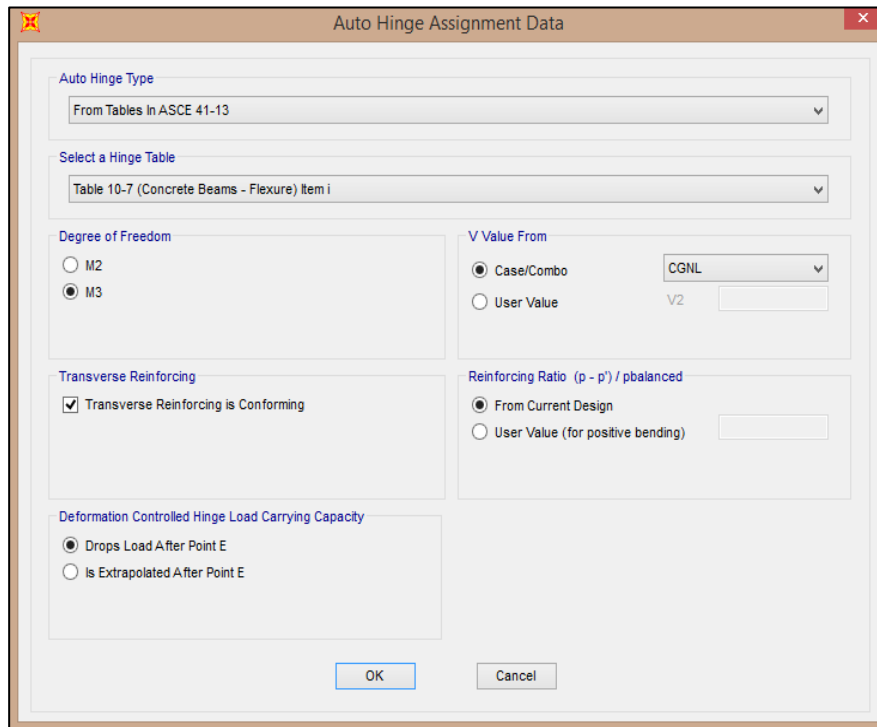 Auto Hinge Assignment Data
Auto Hinge Type
From Tables In ASCE 41-13
Select a Hinge Table
Table 10-7 (Concrete Beams - Flexure) Item i
Degree of Freedom
M2
M3
V Value From
Case/Combo CGNL
User Value V2
Transverse Reinforcing
Transverse Reinforcing is Conforming
Reinforcing Ratio (p - p') / pbalanced
From Current Design
User Value (for positive bending)
Deformation Controlled Hinge Load Carrying Capacity
Drops Load After Point E
Is Extrapolated After Point E
OK Cancel